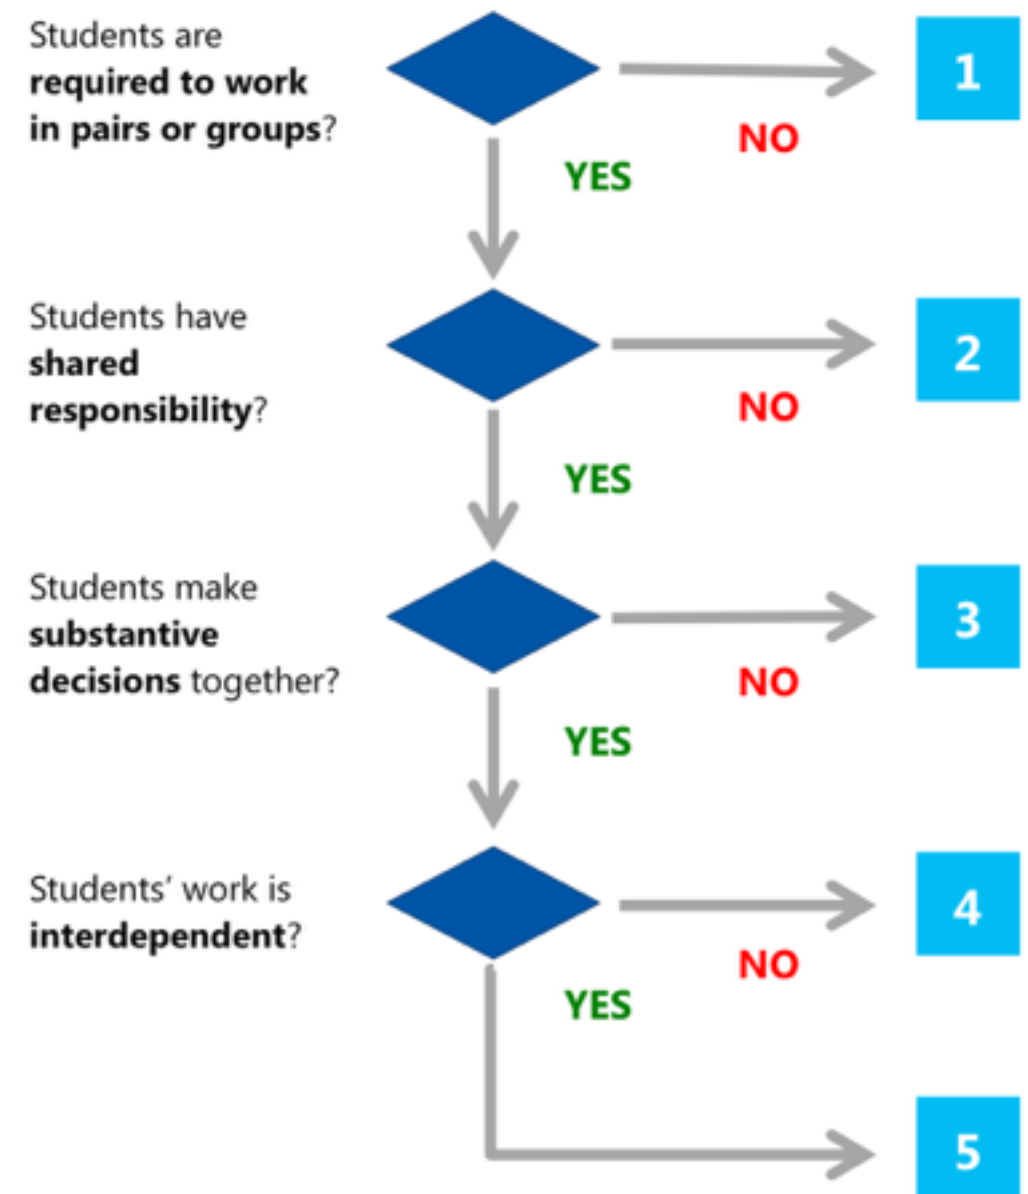 Students are
required to work
in pairs or groups?
1
NO
YES
Students have
shared
responsibility?
2
NO
YES
Students make
substantive
decisions together?
3
NO
YES
Students’ work is
interdependent?
4
NO
YES
5